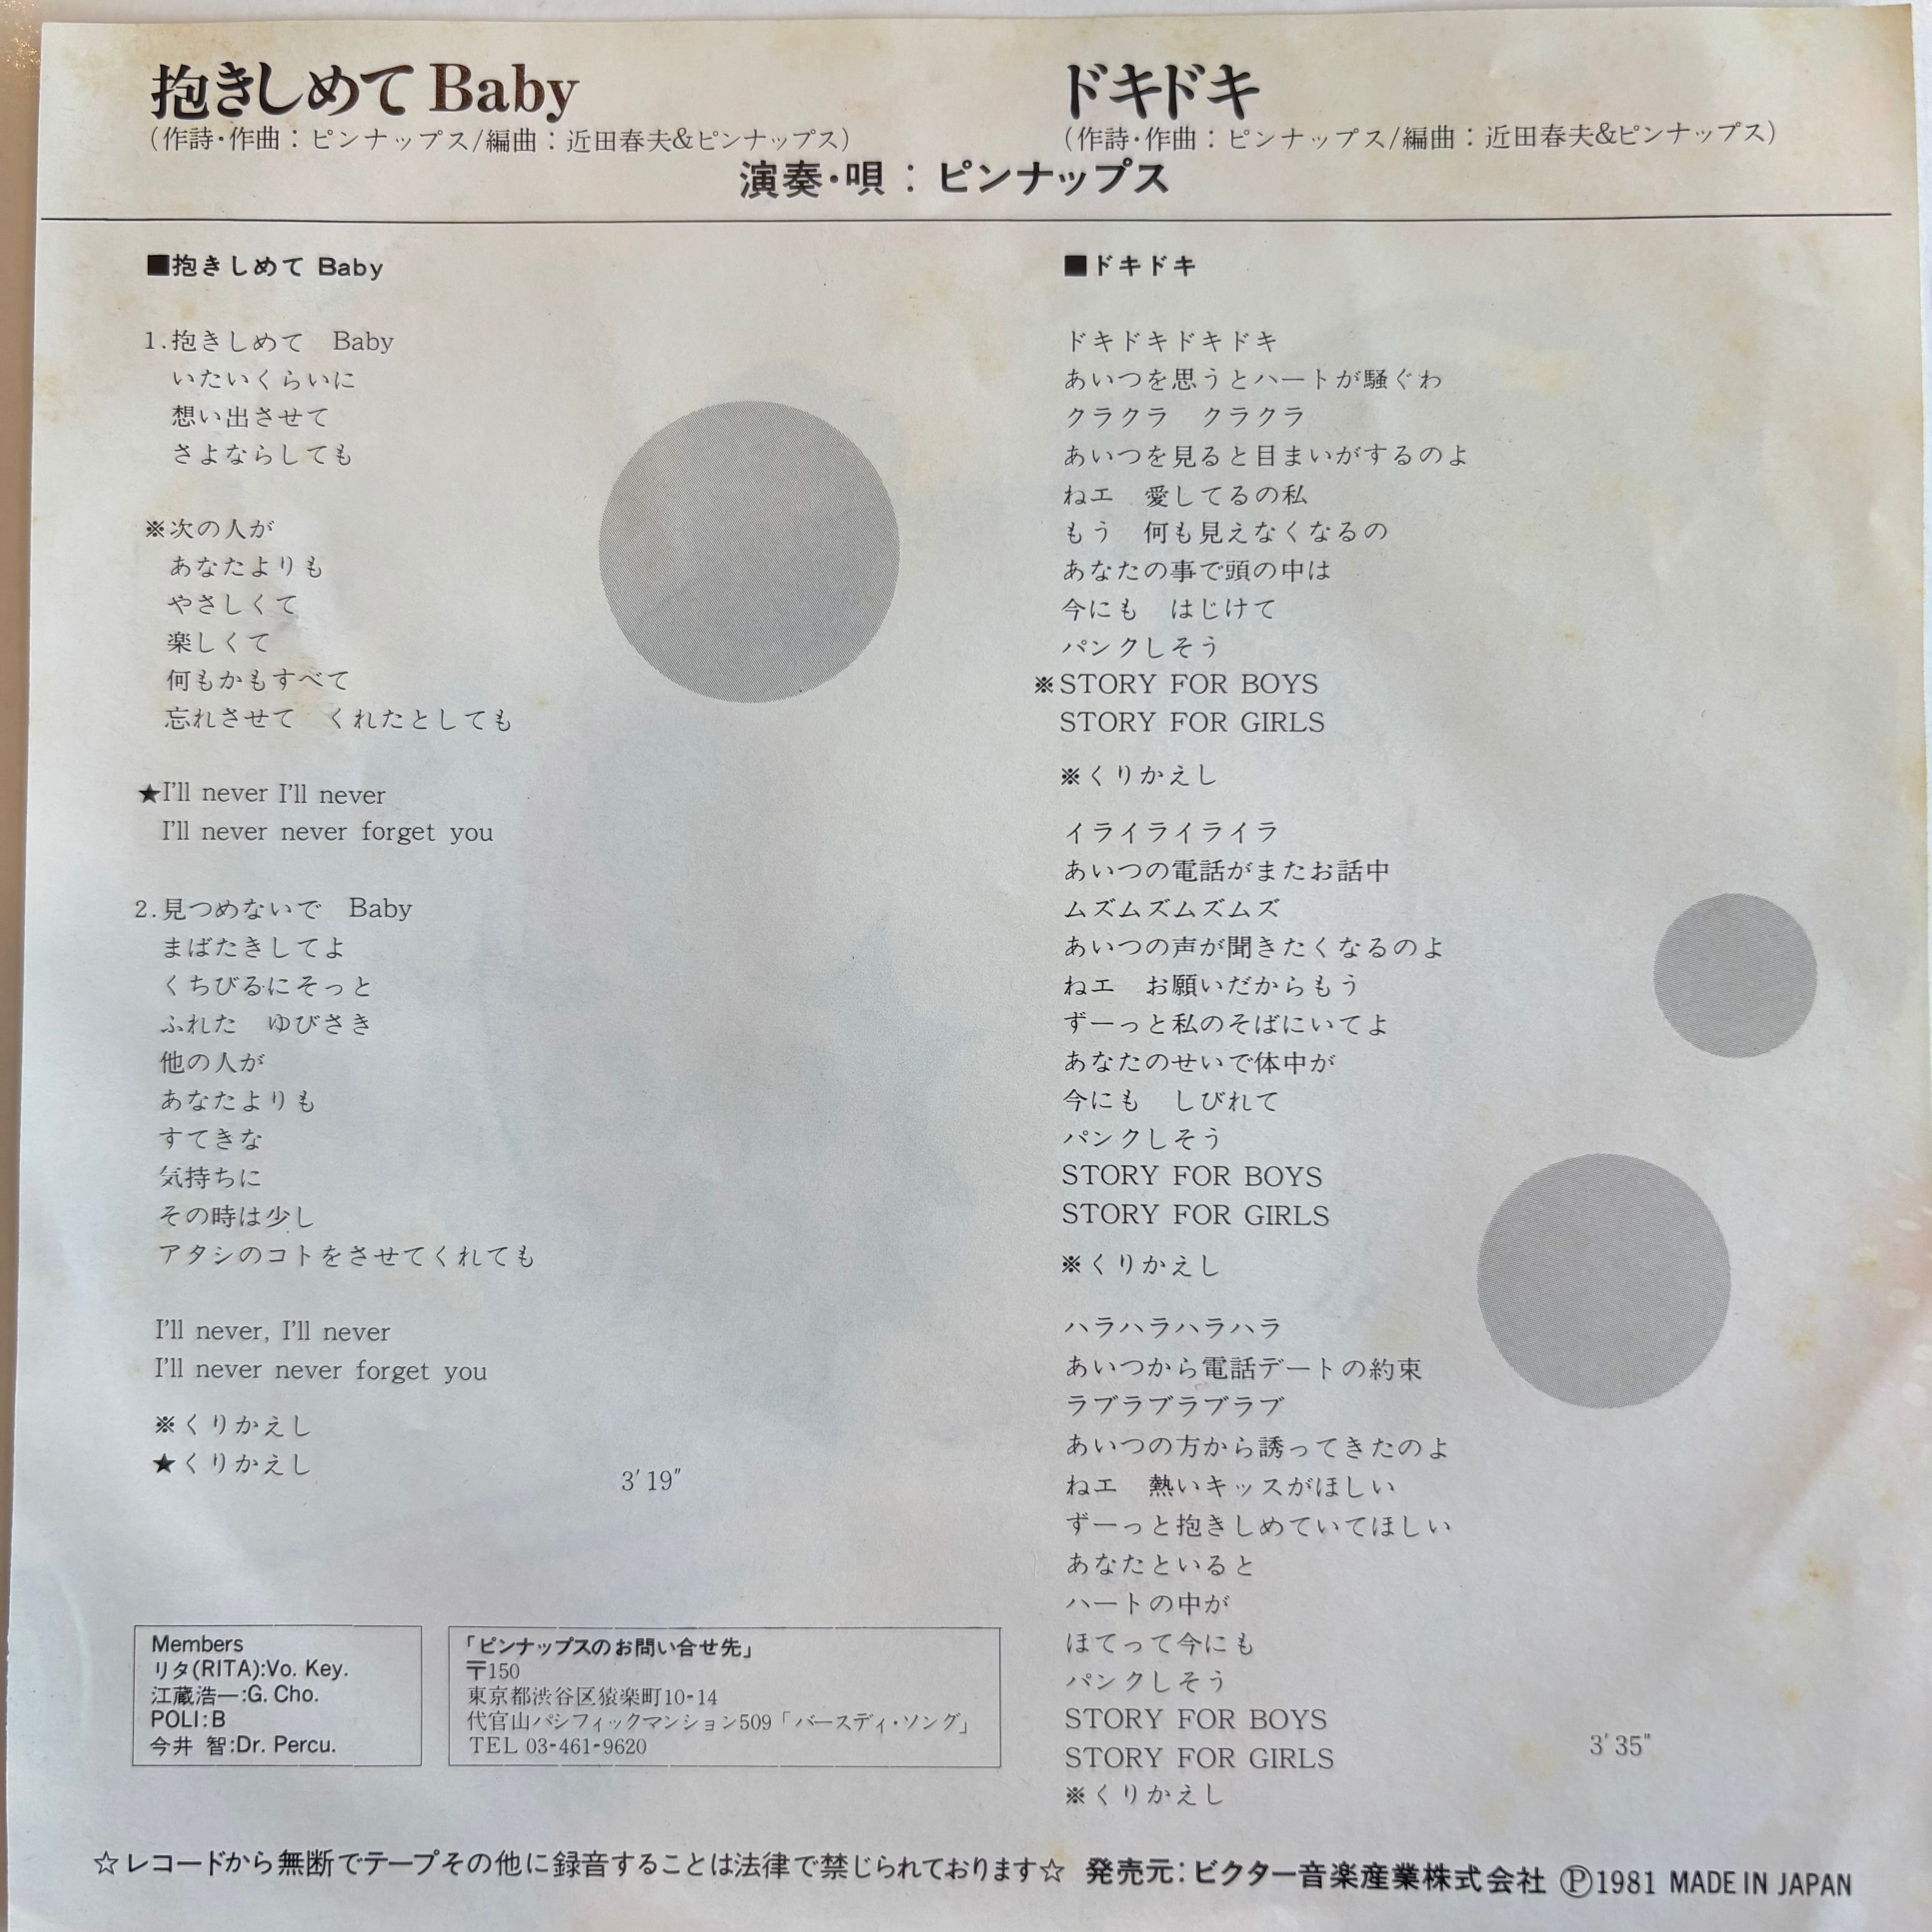 抱きしめて Baby
(作詩・作曲：ピンナップス/編曲：近田春夫&ピンナップス)
ドキドキ
(作詩・作曲：ピンナップス/編曲：近田春夫&ピンナップス)
演奏・唄：ピンナップス
■抱きしめて Baby
1.抱きしめて　Baby
いたいくらいに
想い出させて
さよならしても
※次の人が
あなたよりも
やさしくて
楽しくて
何もかもすべて
忘れさせて　くれたとしても
★I'll never I'll never
I'll never never forget you
2.見つめないで　Baby
まばたきしてよ
くちびるにそっと
ふれた　ゆびさき
他の人が
あなたよりも
すてきな
気持ちに
その時は少し
アタシのコトをさせてくれても
I'll never, I'll never
I'll never never forget you
※くりかえし
★くりかえし
3′19″
■ドキドキ
ドキドキドキドキ
あいつを思うとハートが騒ぐわ
クラクラ　クラクラ
あいつを見ると目まいがするのよ
ねエ　愛してるの私
もう　何も見えなくなるの
あなたの事で頭の中は
今にも　はじけて
パンクしそう
※STORY FOR BOYS
STORY FOR GIRLS
※くりかえし
イライライライラ
あいつの電話がまたお話中
ムズムズムズムズ
あいつの声が聞きたくなるのよ
ねエ　お願いだからもう
ずーっと私のそばにいてよ
あなたのせいで体中が
今にも　しびれて
パンクしそう
STORY FOR BOYS
STORY FOR GIRLS
※くりかえし
ハラハラハラハラ
あいつから電話デートの約束
ラブラブラブラブ
あいつの方から誘ってきたのよ
ねエ　熱いキッスがほしい
ずーっと抱きしめていてほしい
あなたといると
ハートの中が
ほてって今にも
パンクしそう
STORY FOR BOYS
STORY FOR GIRLS
※くりかえし
3′35″
Members
リタ(RITA):Vo. Key.
江蔵浩一:G. Cho.
POLI:B
今井 智:Dr. Percu.
「ピンナップスのお問い合せ先」
〒150
東京都渋谷区猿楽町10-14
代官山パシフィックマンション509「バースディ・ソング」
TEL 03-461-9620
☆レコードから無断でテープその他に録音することは法律で禁じられております☆ 発売元：ビクター音楽産業株式会社 Ⓟ1981 MADE IN JAPAN